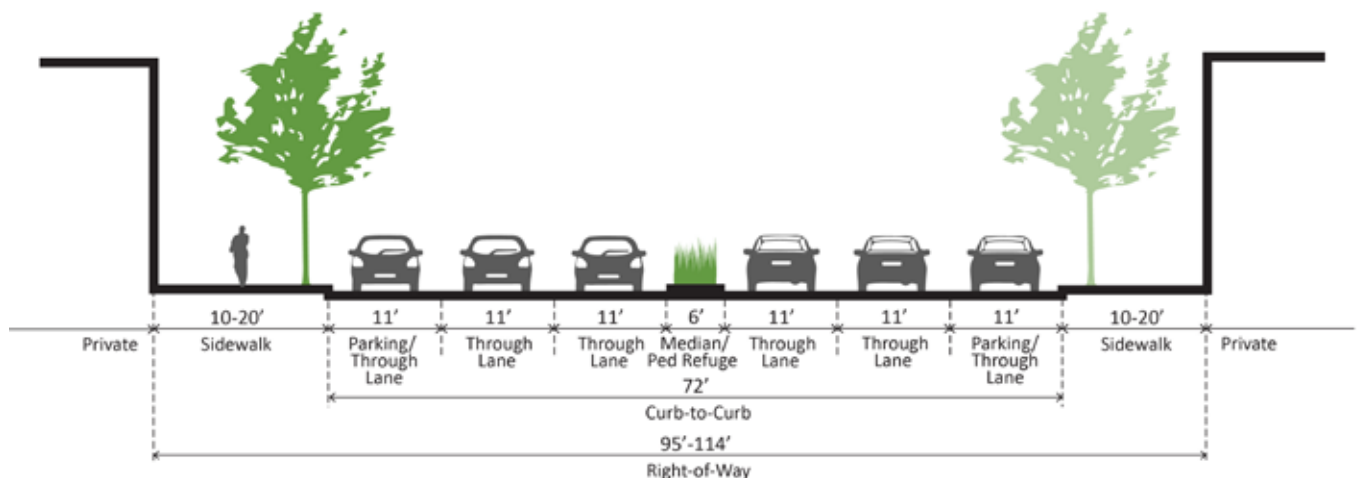 10-20’ 11’ 11’ 11’ 6’ 11’ 11’ 11’ 10-20’
Private Sidewalk Parking/ Through Through Median/ Through Through Parking/ Sidewalk Private
Through Lane Lane Ped Refuge Lane Lane Through
Lane Lane
72’
Curb-to-Curb
95’-114’
Right-of-Way